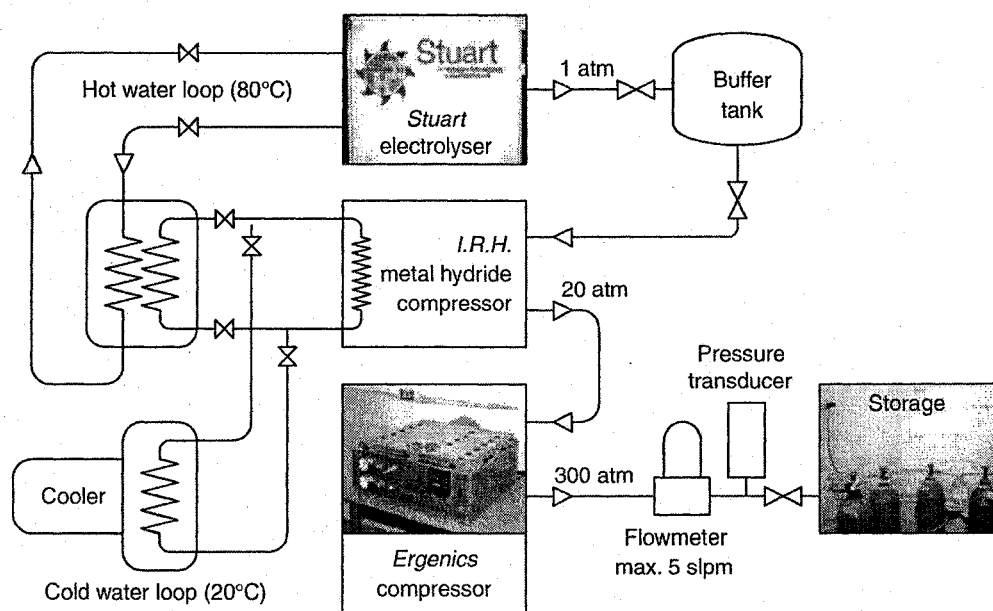 Stuart
Stuart
electrolyser
1 atm
Buffer
tank
Hot water loop (80°C)
I.R.H.
metal hydride
compressor
20 atm
Pressure
transducer
Storage
Cooler
300 atm
Flowmeter
max. 5 slpm
Ergenics
compressor
Cold water loop (20°C)